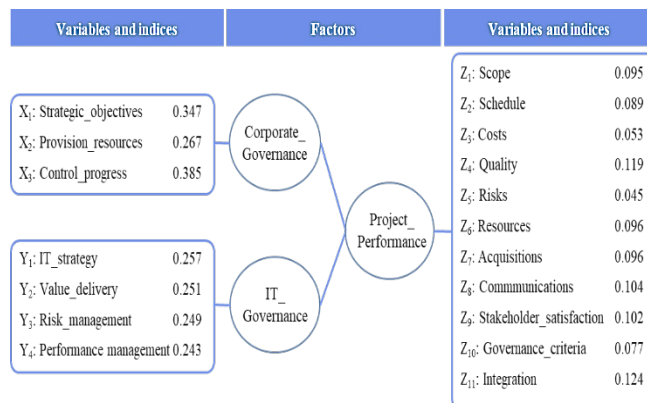 Variables and indices
Factors
Variables and indices
X₁: Strategic_objectives 0.347
X₂: Provision_resources 0.267
X₃: Control_progress 0.385
Y₁: IT_strategy 0.257
Y₂: Value_delivery 0.251
Y₃: Risk_management 0.249
Y₄: Performance management 0.243
Corporate_
Governance
IT_
Governance
Project_
Performance
Z₁: Scope 0.095
Z₂: Schedule 0.089
Z₃: Costs 0.053
Z₄: Quality 0.119
Z₅: Risks 0.045
Z₆: Resources 0.096
Z₇: Acquisitions 0.096
Z₈: Commmunications 0.104
Z₉: Stakeholder_satisfaction 0.102
Z₁₀: Governance_criteria 0.077
Z₁₁: Integration 0.124